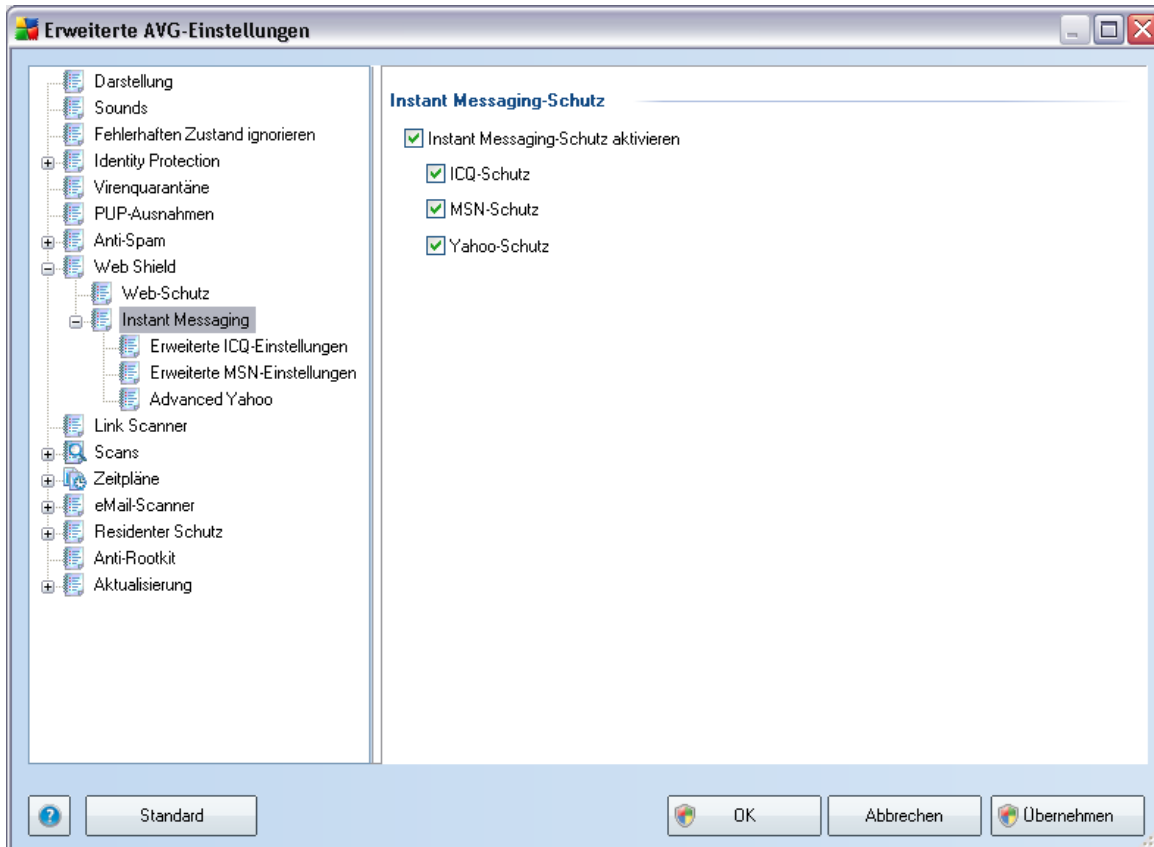 Erweiterte AVG-Einstellungen
Darstellung
Sounds
Fehlerhaften Zustand ignorieren
Identity Protection
Virenquarantäne
PUP-Ausnahmen
Anti-Spam
Web Shield
Web-Schutz
Instant Messaging
Erweiterte ICQ-Einstellungen
Erweiterte MSN-Einstellungen
Advanced Yahoo
Link Scanner
Scans
Zeitpläne
eMail-Scanner
Residenter Schutz
Anti-Rootkit
Aktualisierung
Instant Messaging-Schutz
Instant Messaging-Schutz aktivieren
ICQ-Schutz
MSN-Schutz
Yahoo-Schutz
Standard
OK
Abbrechen
Übernehmen